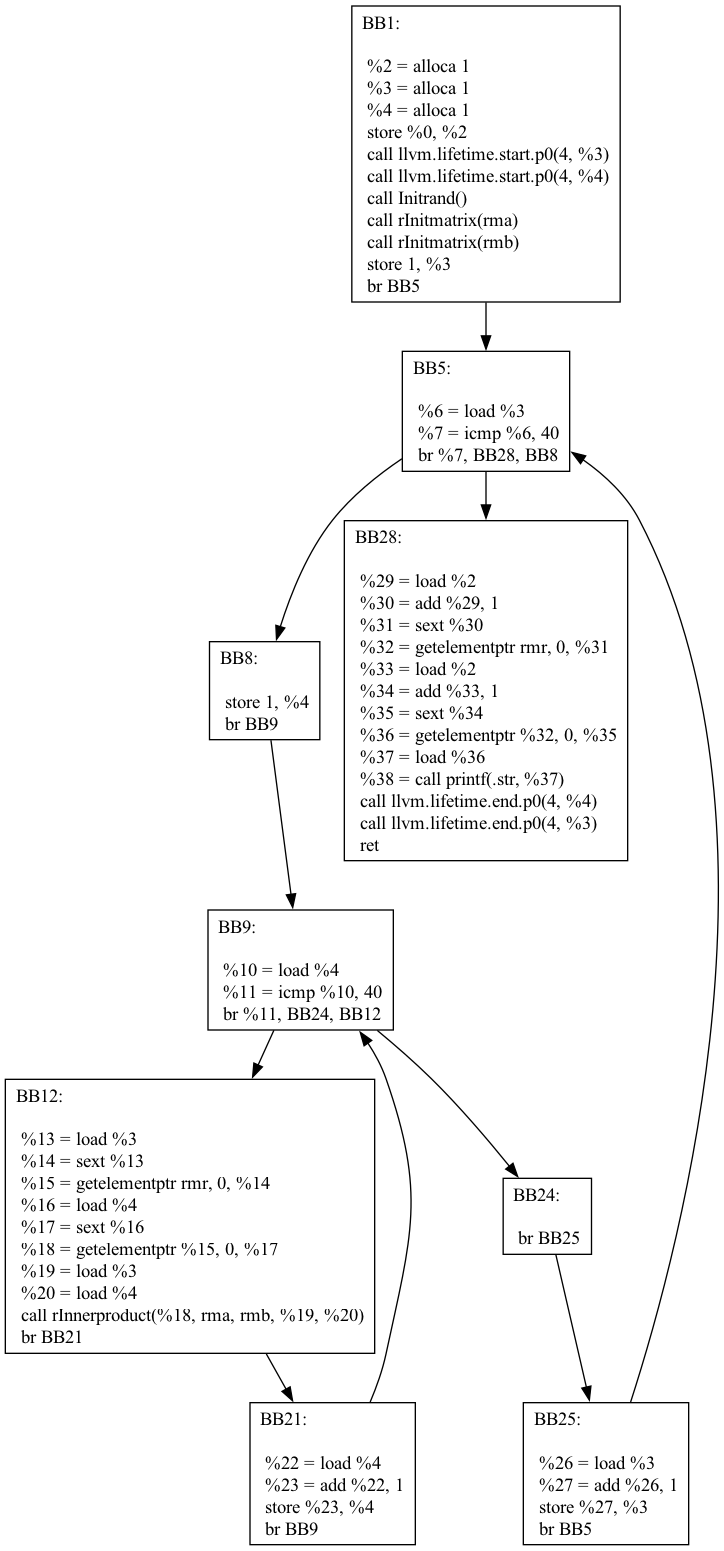 BB1:
%2 = alloca 1
%3 = alloca 1
%4 = alloca 1
store %0, %2
call llvm.lifetime.start.p0(4, %3)
call llvm.lifetime.start.p0(4, %4)
call Initrand()
call rInitmatrix(rma)
call rInitmatrix(rmb)
store 1, %3
br BB5
BB5:
%6 = load %3
%7 = icmp %6, 40
br %7, BB28, BB8
BB28:
%29 = load %2
%30 = add %29, 1
%31 = sext %30
%32 = getelementptr rmr, 0, %31
%33 = load %2
%34 = add %33, 1
%35 = sext %34
%36 = getelementptr %32, 0, %35
%37 = load %36
%38 = call printf(.str, %37)
call llvm.lifetime.end.p0(4, %4)
call llvm.lifetime.end.p0(4, %3)
ret
BB8:
store 1, %4
br BB9
BB9:
%10 = load %4
%11 = icmp %10, 40
br %11, BB24, BB12
BB12:
%13 = load %3
%14 = sext %13
%15 = getelementptr rmr, 0, %14
%16 = load %4
%17 = sext %16
%18 = getelementptr %15, 0, %17
%19 = load %3
%20 = load %4
call rInnerproduct(%18, rma, rmb, %19, %20)
br BB21
BB24:
br BB25
BB21:
%22 = load %4
%23 = add %22, 1
store %23, %4
br BB9
BB25:
%26 = load %3
%27 = add %26, 1
store %27, %3
br BB5